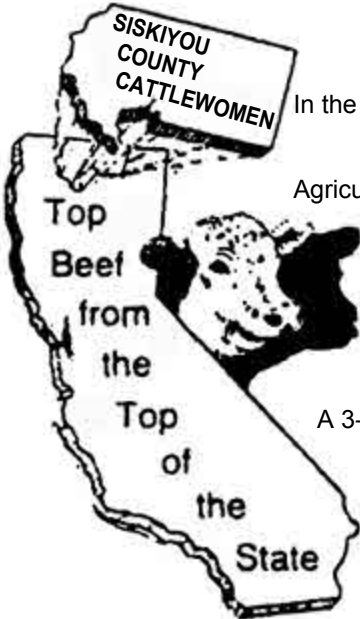 SISKIYOU
COUNTY
CATTLEWOMEN
In the
Agricu
Top
Beef
from
the
Top
of
the
State
A 3-